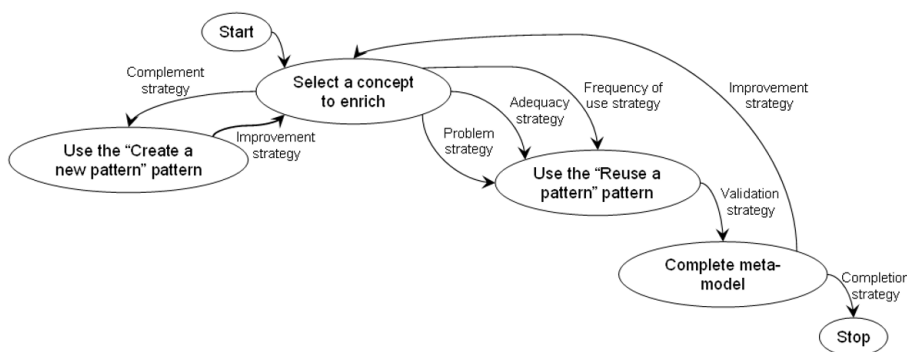 Start
Select a concept
to enrich
Complement
strategy
Improvement
strategy
Use the “Create a
new pattern” pattern
Problem
strategy
Adequacy
strategy
Frequency of
use strategy
Improvement
strategy
Use the “Reuse a
pattern” pattern
Validation
strategy
Complete meta-
model
Completion
strategy
Stop